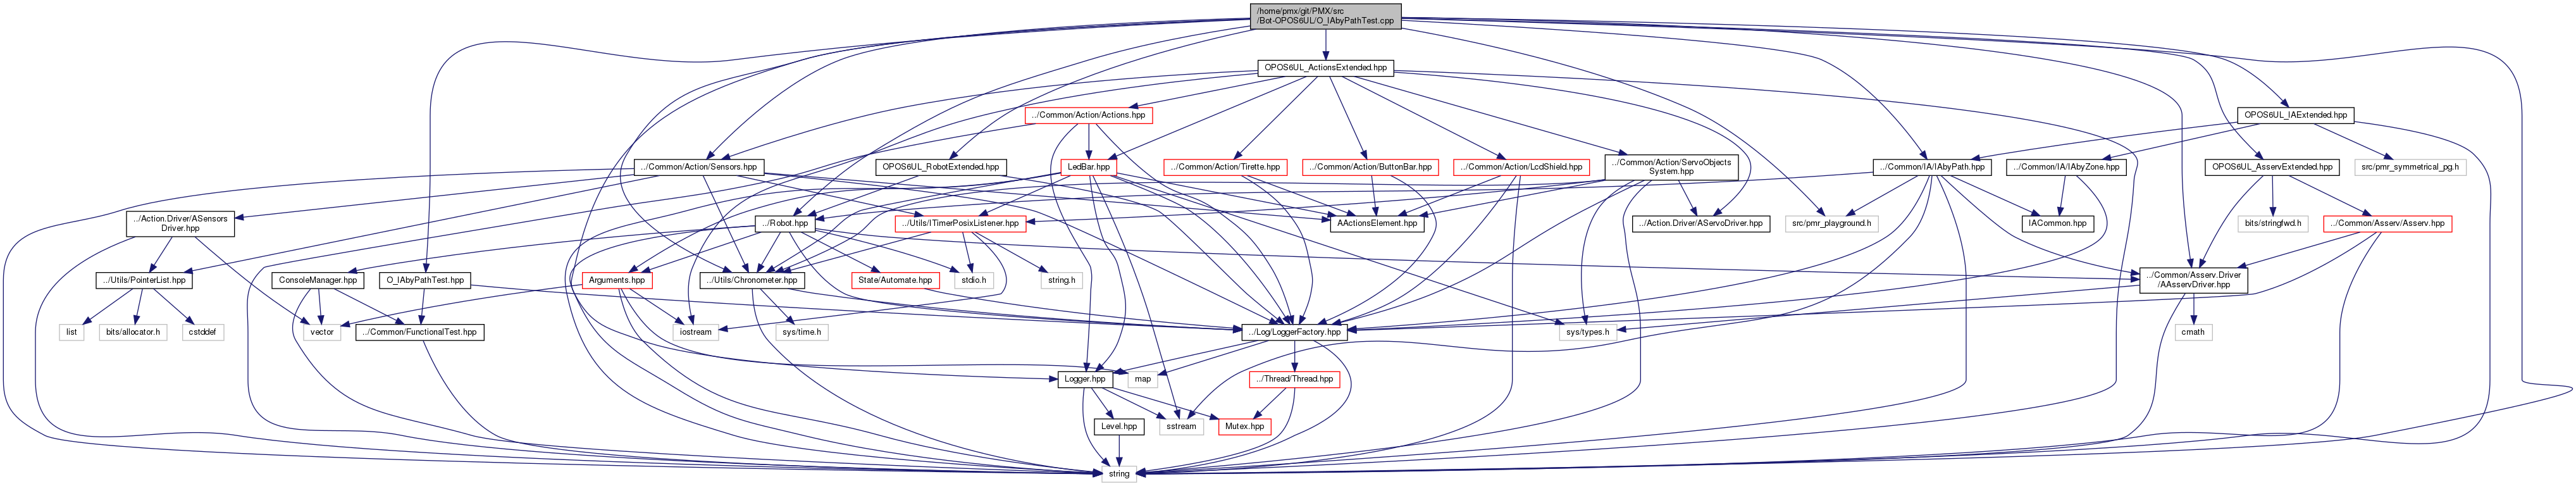 /home/pmx/git/PMX/src
/Bot-OPOS6UL/O_IAbyPathTest.cpp
OPOS6UL_ActionsExtended.hpp
../Common/Action/Actions.hpp
OPOS6UL_IAExtended.hpp
../Common/Action/Sensors.hpp
OPOS6UL_RobotExtended.hpp
LedBar.hpp
../Common/Action/Tirette.hpp
../Common/Action/ButtonBar.hpp
../Common/Action/LcdShield.hpp
../Common/Action/ServoObjects
System.hpp
../Common/IA/IAbyPath.hpp
../Common/IA/IAbyZone.hpp
OPOS6UL_AsservExtended.hpp
src/pmr_symmetrical_pg.h
../Action.Driver/ASensors
Driver.hpp
../Robot.hpp
../Utils/ITimerPosixListener.hpp
AActionsElement.hpp
../Action.Driver/AServoDriver.hpp
src/pmr_playground.h
IACommon.hpp
bits/stringfwd.h
../Common/Asserv/Asserv.hpp
../Utils/PointerList.hpp
ConsoleManager.hpp
O_IAbyPathTest.hpp
Arguments.hpp
../Utils/Chronometer.hpp
State/Automate.hpp
stdio.h
string.h
../Common/Asserv.Driver
/AAsservDriver.hpp
list
bits/allocator.h
cstddef
vector
../Common/FunctionalTest.hpp
iostream
sys/time.h
../Log/LoggerFactory.hpp
sys/types.h
cmath
Logger.hpp
map
../Thread/Thread.hpp
Level.hpp
sstream
Mutex.hpp
string